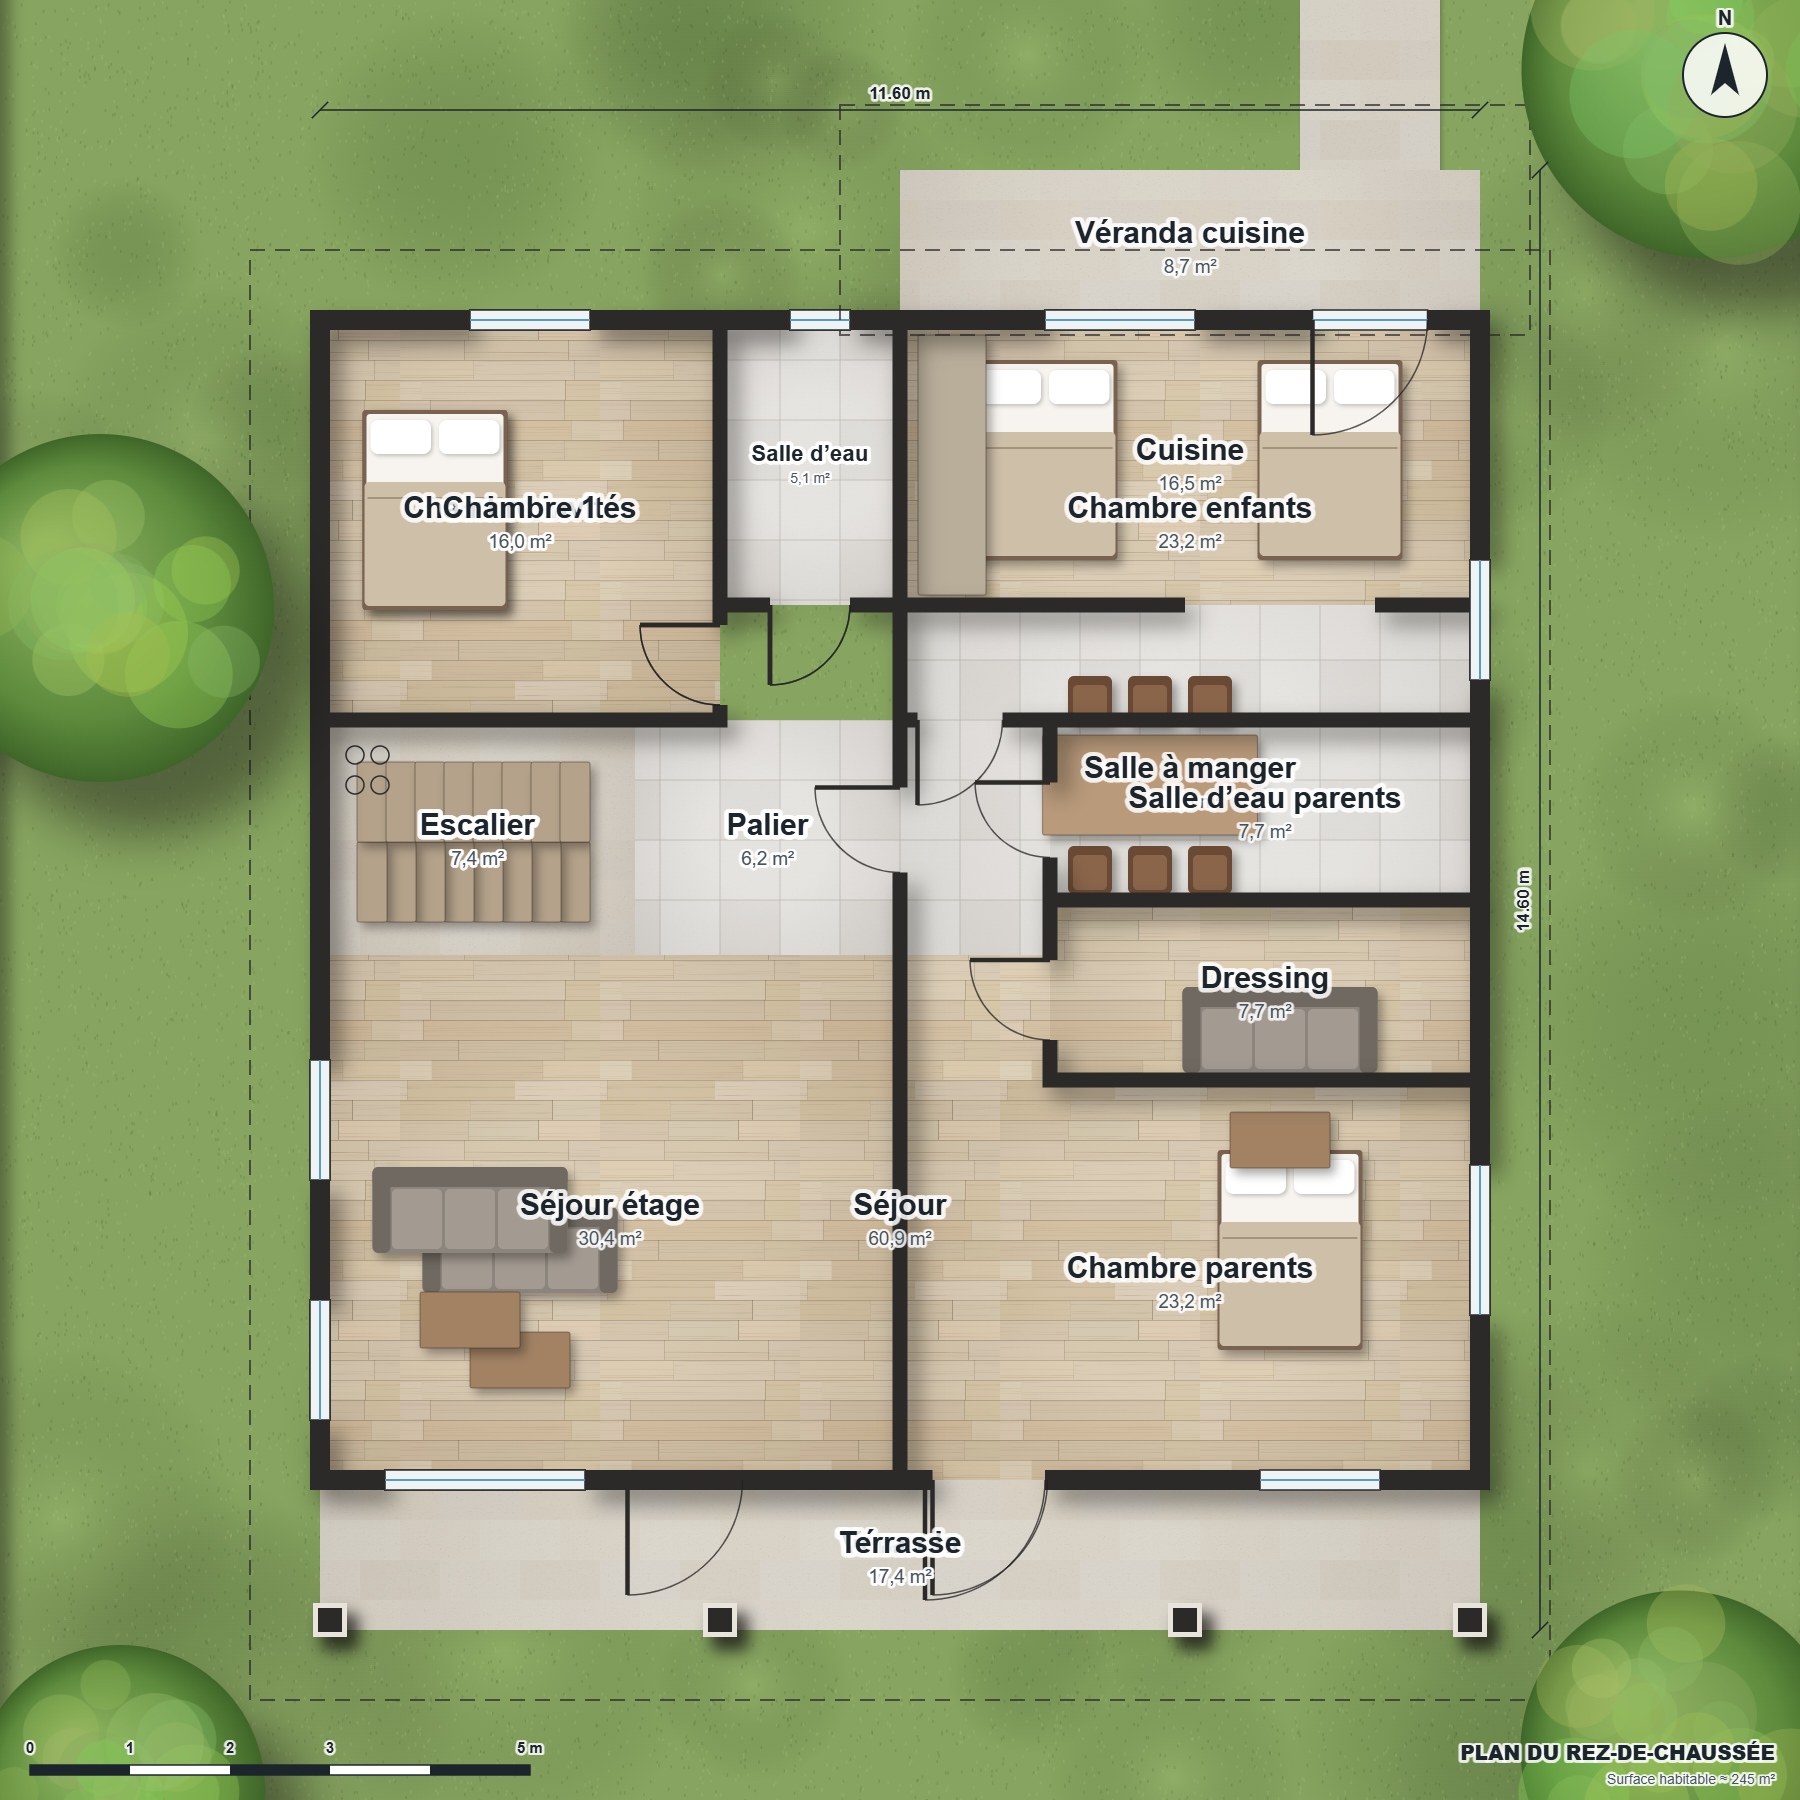 N
11.60 m
Véranda cuisine
8,7 m²
Salle d'eau
5,1 m²
Cuisine
16,5 m²
Chambre 1
16,0 m²
Chambre enfants
23,2 m²
Salle à manger
Salle d'eau parents
7,7 m²
Escalier
7,4 m²
Palier
6,2 m²
14.60 m
Dressing
7,7 m²
Séjour étage
30,4 m²
Séjour
60,9 m²
Chambre parents
23,2 m²
Terrasse
17,4 m²
0 1 2 3 5 m
PLAN DU REZ-DE-CHAUSSÉE
Surface habitable ≈ 245 m²